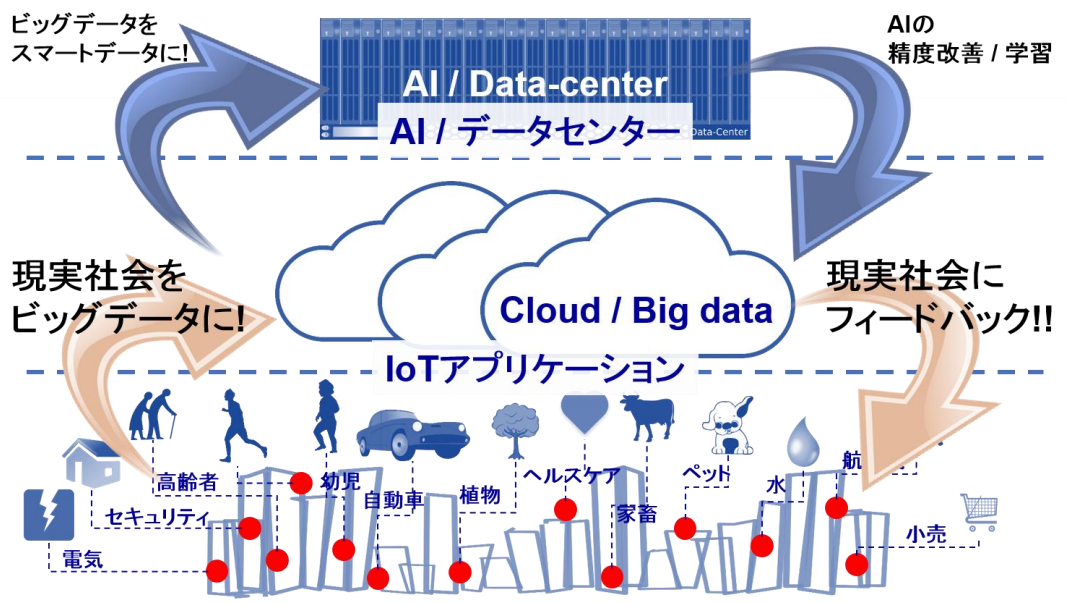 ビッグデータを
スマートデータに!
AIの
精度改善 / 学習
AI / Data-center
AI / データセンター
Data-Center
現実社会を
ビッグデータに!
現実社会に
フィードバック!!
Cloud / Big data
IoTアプリケーション
高齢者
幼児
自動車
植物
ヘルスケア
家畜
ペット
水
航
小売
セキュリティ
電気